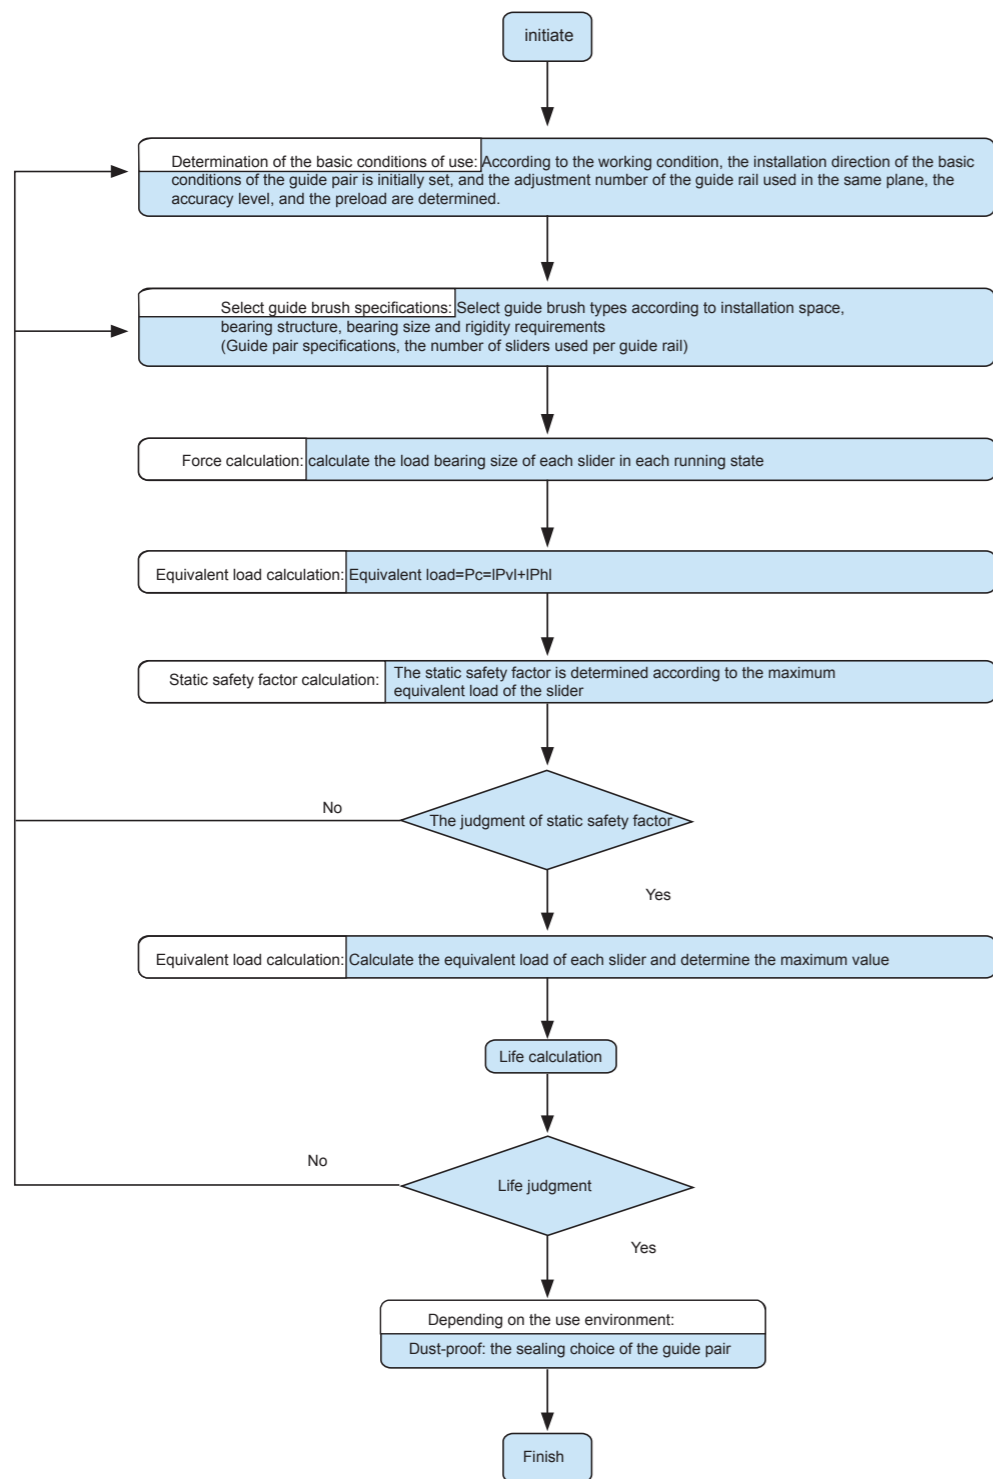 initiate
Determination of the basic conditions of use: According to the working condition, the installation direction of the basic
conditions of the guide pair is initially set, and the adjustment number of the guide rail used in the same plane, the
accuracy level, and the preload are determined.
Select guide brush specifications: Select guide brush types according to installation space,
bearing structure, bearing size and rigidity requirements
(Guide pair specifications, the number of sliders used per guide rail)
Force calculation: calculate the load bearing size of each slider in each running state
Equivalent load calculation: Equivalent load=Pc=lPvl+lPhl
Static safety factor calculation: The static safety factor is determined according to the maximum
equivalent load of the slider
No
The judgment of static safety factor
Yes
Equivalent load calculation: Calculate the equivalent load of each slider and determine the maximum value
Life calculation
No
Life judgment
Yes
Depending on the use environment:
Dust-proof: the sealing choice of the guide pair
Finish